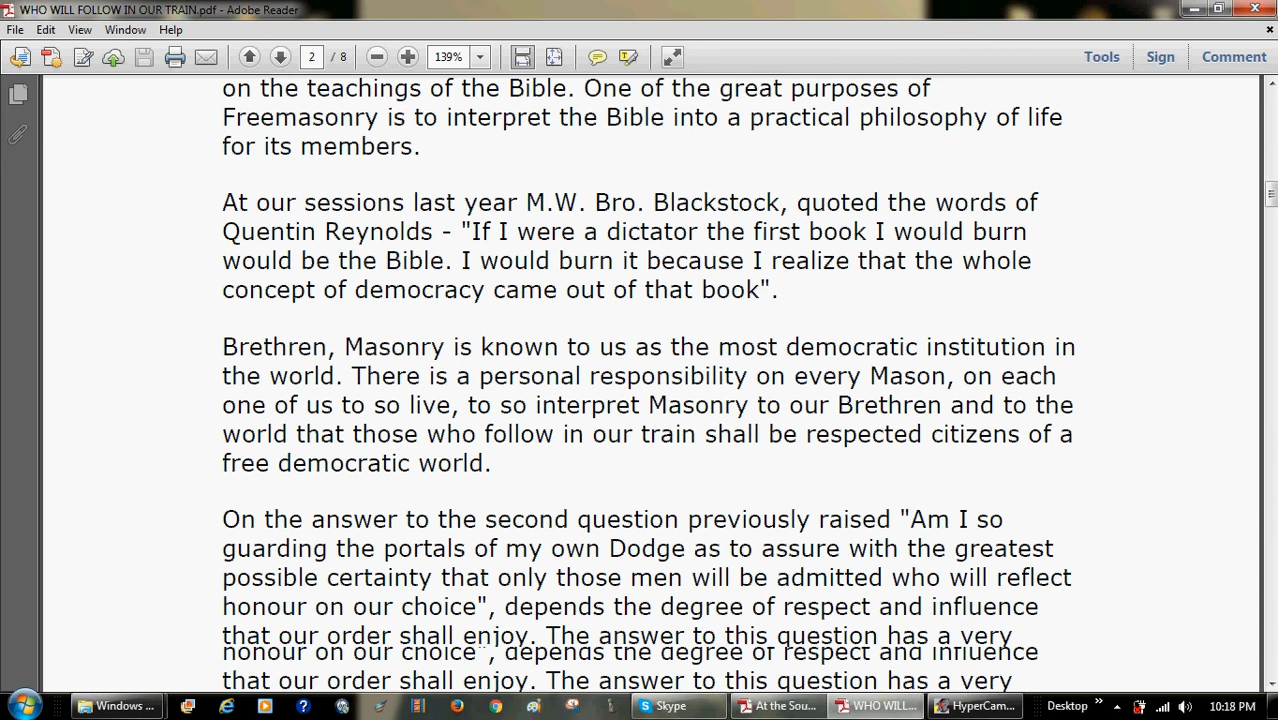 WHO WILL FOLLOW IN OUR TRAIN.pdf - Adobe Reader
File Edit View Window Help
2 / 8 139% Tools Sign Comment
on the teachings of the Bible. One of the great purposes of
Freemasonry is to interpret the Bible into a practical philosophy of life
for its members.
At our sessions last year M.W. Bro. Blackstock, quoted the words of
Quentin Reynolds - "If I were a dictator the first book I would burn
would be the Bible. I would burn it because I realize that the whole
concept of democracy came out of that book".
Brethren, Masonry is known to us as the most democratic institution in
the world. There is a personal responsibility on every Mason, on each
one of us to so live, to so interpret Masonry to our Brethren and to the
world that those who follow in our train shall be respected citizens of a
free democratic world.
On the answer to the second question previously raised "Am I so
guarding the portals of my own Dodge as to assure with the greatest
possible certainty that only those men will be admitted who will reflect
honour on our choice", depends the degree of respect and influence
that our order shall enjoy. The answer to this question has a very
honour on our choice", depends the degree of respect and influence
that our order shall enjoy. The answer to this question has a very
Windows ... Skype At the Sou... WHO WILL... HyperCam... Desktop 10:18 PM